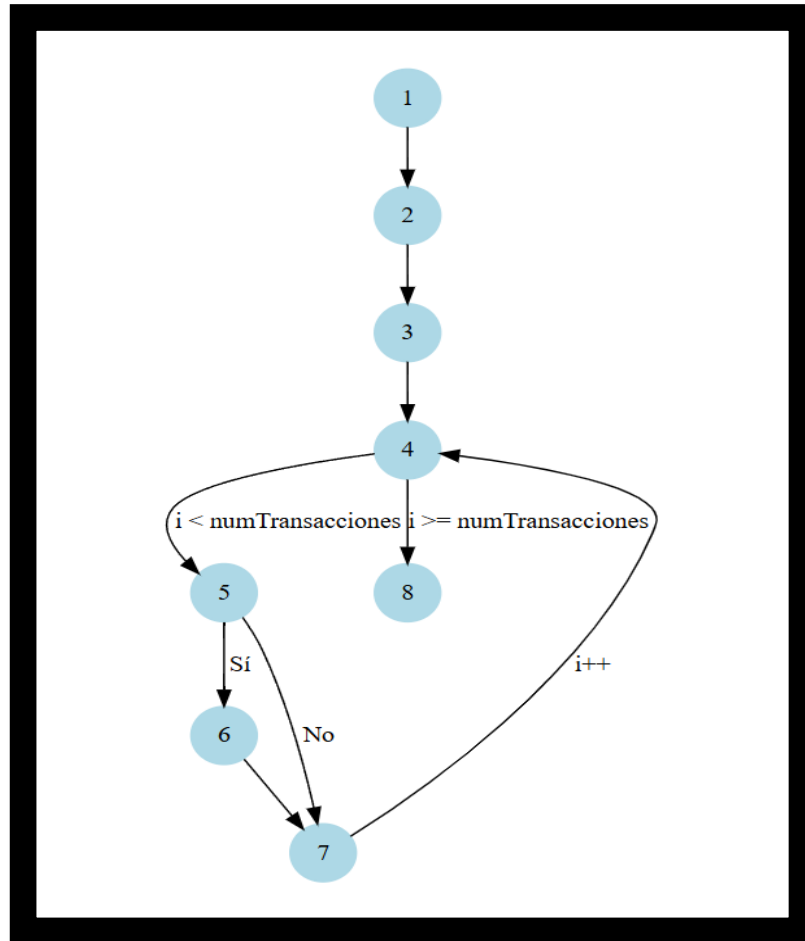 1
2
3
4
i < numTransacciones
i >= numTransacciones
5
8
Sí
i++
6
No
7